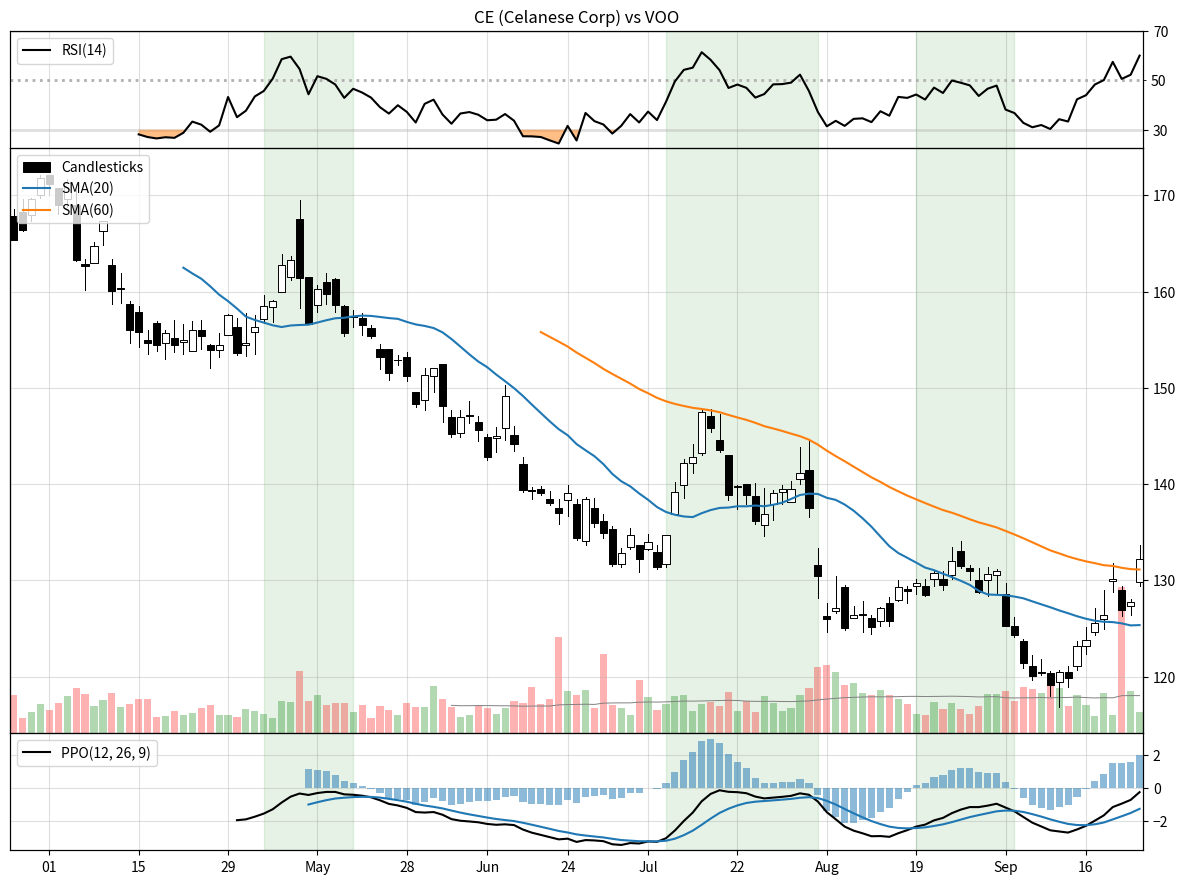 CE (Celanese Corp) vs VOO
RSI(14)
70
50
30
Candlesticks
SMA(20)
SMA(60)
170
160
150
140
130
120
PPO(12, 26, 9)
2
0
−2
01 15 29 May 28 Jun 24 Jul 22 Aug 19 Sep 16